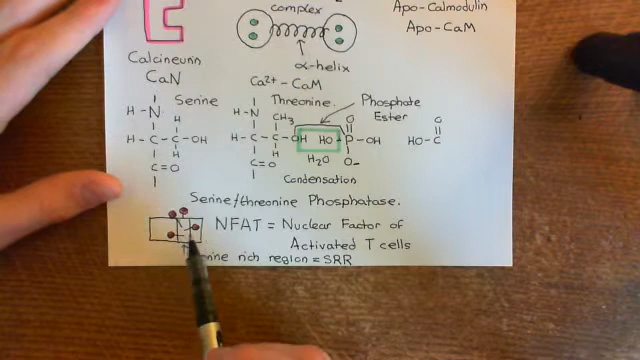 complex
Apo-Calmodulin
Apo-CaM
Calcineurin
CaN
α-helix
Ca2+-CaM
Serine
Threonine
Phosphate
Ester
H-N
H
H-C-C-OH
H
C=O
H-N
CH3
H-C-C-OH HO-P-OH
O
O-
H
C=O
H2O
HO-C
Condensation
Serine/threonine Phosphatase.
NFAT = Nuclear Factor of
Activated T cells
rich region = SRR